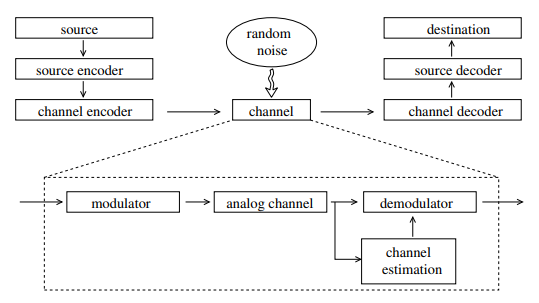 source
random
noise
destination
source encoder
source decoder
channel encoder
channel
channel decoder
modulator
analog channel
demodulator
channel
estimation